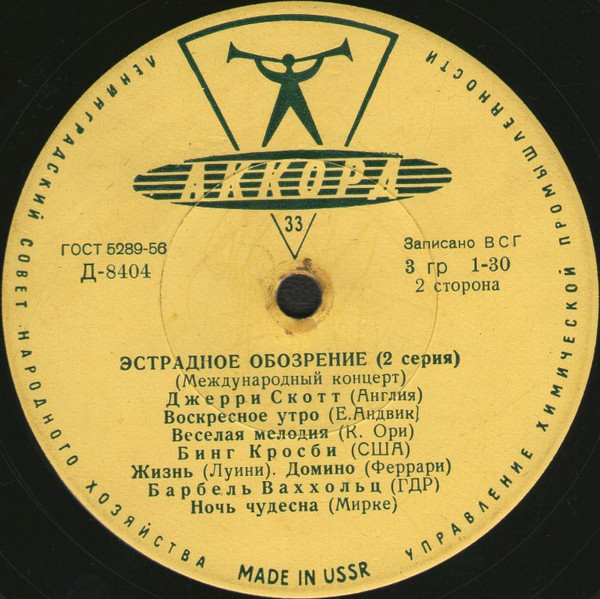 ЛЕНИНГРАДСКИЙ СОВЕТ НАРОДНОГО ХОЗЯЙСТВА
УПРАВЛЕНИЕ ХИМИЧЕСКОЙ ПРОМЫШЛЕННОСТИ
АККОРД
33
ГОСТ 5289-56
Д-8404
Записано ВСГ
3 гр 1-30
2 сторона
ЭСТРАДНОЕ ОБОЗРЕНИЕ (2 серия)
(Международный концерт)
Джерри Скотт (Англия)
Воскресное утро (Е. Андвик)
Веселая мелодия (К. Ори)
Бинг Кросби (США)
Жизнь (Луини). Домино (Феррари)
Барбель Ваххольц (ГДР)
Ночь чудесна (Мирке)
MADE IN USSR